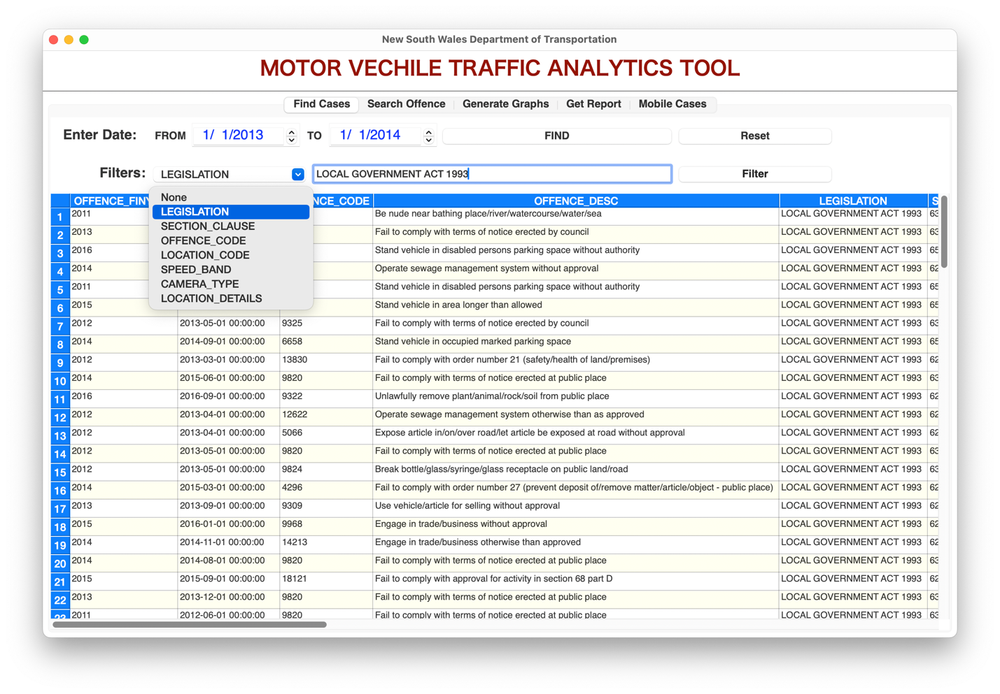 New South Wales Department of Transportation
MOTOR VECHILE TRAFFIC ANALYTICS TOOL
Find Cases Search Offence Generate Graphs Get Report Mobile Cases
Enter Date: FROM 1/ 1/2013 TO 1/ 1/2014 FIND Reset
Filters: LEGISLATION LOCAL GOVERNMENT ACT 1993 Filter
None
LEGISLATION
SECTION_CLAUSE
OFFENCE_CODE
LOCATION_CODE
SPEED_BAND
CAMERA_TYPE
LOCATION_DETAILS
OFFENCE_FINY NCE_CODE OFFENCE_DESC LEGISLATION S
1 2011 Be nude near bathing place/river/watercourse/water/sea LOCAL GOVERNMENT ACT 1993 63
2 2013 Fail to comply with terms of notice erected by council LOCAL GOVERNMENT ACT 1993 63
3 2016 Stand vehicle in disabled persons parking space without authority LOCAL GOVERNMENT ACT 1993 65
4 2014 Operate sewage management system without approval LOCAL GOVERNMENT ACT 1993 62
5 2011 Stand vehicle in disabled persons parking space without authority LOCAL GOVERNMENT ACT 1993 65
6 2015 Stand vehicle in area longer than allowed LOCAL GOVERNMENT ACT 1993 65
7 2012 2013-05-01 00:00:00 9325 Fail to comply with terms of notice erected by council LOCAL GOVERNMENT ACT 1993 63
8 2014 2014-09-01 00:00:00 6658 Stand vehicle in occupied marked parking space LOCAL GOVERNMENT ACT 1993 65
9 2012 2013-03-01 00:00:00 13830 Fail to comply with order number 21 (safety/health of land/premises) LOCAL GOVERNMENT ACT 1993 62
10 2014 2015-06-01 00:00:00 9820 Fail to comply with terms of notice erected at public place LOCAL GOVERNMENT ACT 1993 63
11 2016 2016-09-01 00:00:00 9322 Unlawfully remove plant/animal/rock/soil from public place LOCAL GOVERNMENT ACT 1993 63
12 2012 2013-04-01 00:00:00 12622 Operate sewage management system otherwise than as approved LOCAL GOVERNMENT ACT 1993 62
13 2012 2013-04-01 00:00:00 5066 Expose article in/on/over road/let article be exposed at road without approval LOCAL GOVERNMENT ACT 1993 62
14 2012 2013-05-01 00:00:00 9820 Fail to comply with terms of notice erected at public place LOCAL GOVERNMENT ACT 1993 63
15 2012 2013-05-01 00:00:00 9824 Break bottle/glass/syringe/glass receptacle on public land/road LOCAL GOVERNMENT ACT 1993 63
16 2014 2015-03-01 00:00:00 4296 Fail to comply with order number 27 (prevent deposit of/remove matter/article/object - public place) LOCAL GOVERNMENT ACT 1993 62
17 2013 2013-09-01 00:00:00 9309 Use vehicle/article for selling without approval LOCAL GOVERNMENT ACT 1993 62
18 2015 2016-01-01 00:00:00 9968 Engage in trade/business without approval LOCAL GOVERNMENT ACT 1993 62
19 2014 2014-11-01 00:00:00 14213 Engage in trade/business otherwise than approved LOCAL GOVERNMENT ACT 1993 62
20 2014 2014-08-01 00:00:00 9820 Fail to comply with terms of notice erected at public place LOCAL GOVERNMENT ACT 1993 63
21 2015 2015-09-01 00:00:00 18121 Fail to comply with approval for activity in section 68 part D LOCAL GOVERNMENT ACT 1993 62
22 2013 2013-12-01 00:00:00 9820 Fail to comply with terms of notice erected at public place LOCAL GOVERNMENT ACT 1993 63
23 2011 2012-06-01 00:00:00 9820 Fail to comply with terms of notice erected at public place LOCAL GOVERNMENT ACT 1993 63